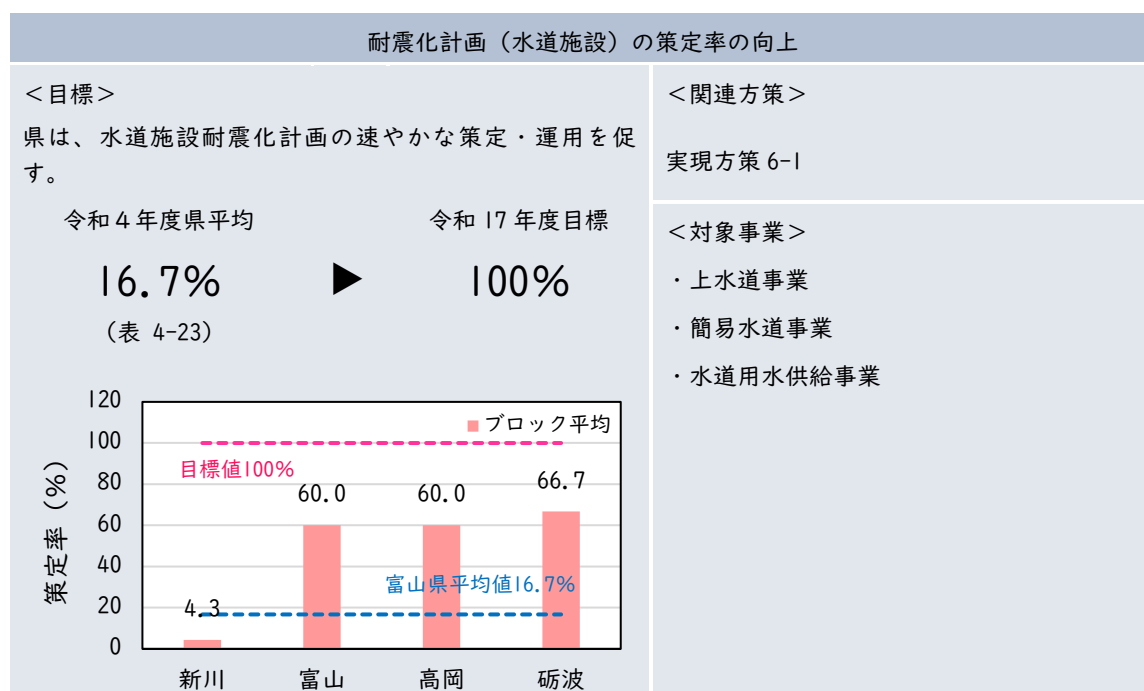 耐震化計画（水道施設）の策定率の向上
＜目標＞
県は、水道施設耐震化計画の速やかな策定・運用を促
す。
令和４年度県平均
令和 17 年度目標
16.7%
▶
100%
（表 4-23）
120
100
80
60
40
20
0
策定率（%）
ブロック平均
目標値100%
富山県平均値16.7%
4.3
60.0
60.0
66.7
新川
富山
高岡
砺波
＜関連方策＞
実現方策 6-1
＜対象事業＞
・上水道事業
・簡易水道事業
・水道用水供給事業